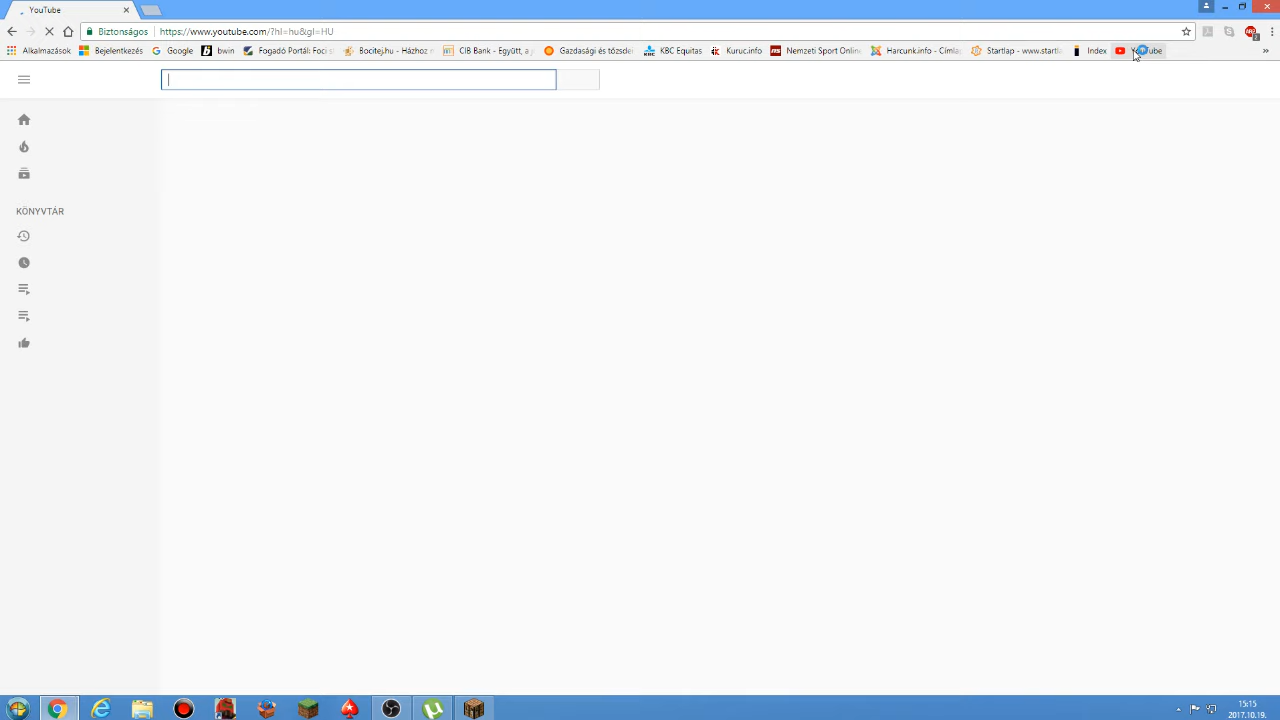 YouTube
Biztonságos https://www.youtube.com/?hl=hu&gl=HU
Alkalmazások Bejelentkezés Google bwin Fogadó Portál: Foci Bocitej.hu - Házhoz CIB Bank - Együtt, a Gazdasági és tőzsdei KBC Equitas Kuruc.info Nemzeti Sport Online Harcunk.info - Címla Startlap - www.startla Index YouTube »
KÖNYVTÁR
15:15
2017.10.19.